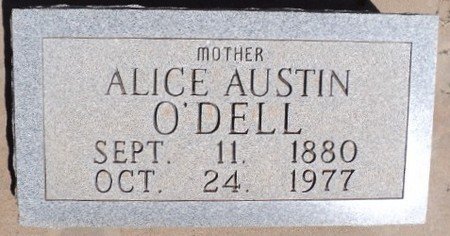 MOTHER
ALICE AUSTIN
O'DELL
SEPT. 11. 1880
OCT. 24. 1977